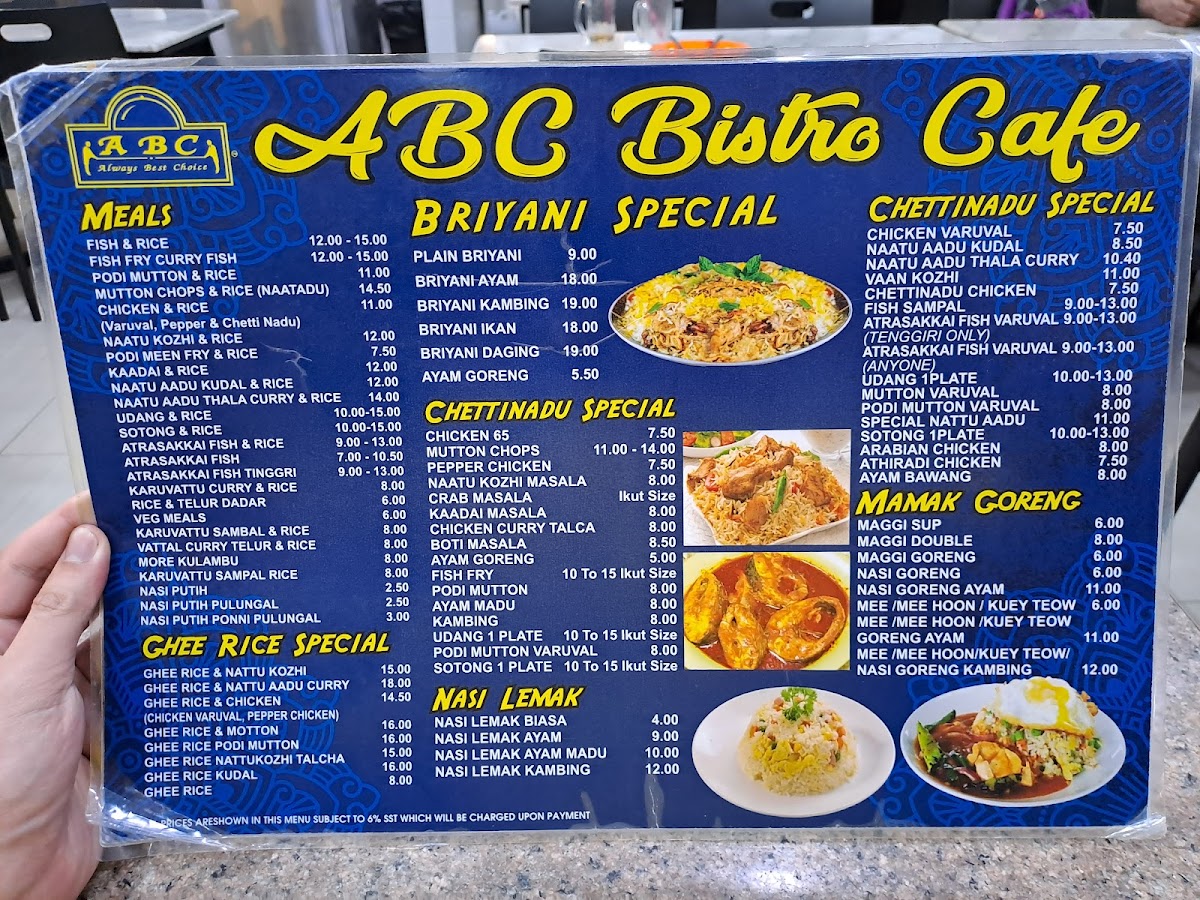 ABC
Always Best Choice
ABC Bistro Cafe
MEALS
FISH & RICE 12.00 - 15.00
FISH FRY CURRY FISH 12.00 - 15.00
PODI MUTTON & RICE 11.00
MUTTON CHOPS & RICE (NAATADU) 14.50
CHICKEN & RICE 11.00
(Varuval, Pepper & Chetti Nadu)
NAATU KOZHI & RICE 12.00
PODI MEEN FRY & RICE 7.50
KAADAI & RICE 12.00
NAATU AADU KUDAL & RICE 12.00
NAATU AADU THALA CURRY & RICE 14.00
UDANG & RICE 10.00-15.00
SOTONG & RICE 10.00-15.00
ATRASAKKAI FISH & RICE 9.00 - 13.00
ATRASAKKAI FISH 7.00 - 10.50
ATRASAKKAI FISH TINGGRI 9.00 - 13.00
KARUVATTU CURRY & RICE 8.00
RICE & TELUR DADAR 6.00
VEG MEALS 6.00
KARUVATTU SAMBAL & RICE 8.00
VATTAL CURRY TELUR & RICE 8.00
MORE KULAMBU 8.00
KARUVATTU SAMPAL RICE 8.00
NASI PUTIH 2.50
NASI PUTIH PULUNGAL 2.50
NASI PUTIH PONNI PULUNGAL 3.00
GHEE RICE SPECIAL
GHEE RICE & NATTU KOZHI 15.00
GHEE RICE & NATTU AADU CURRY 18.00
GHEE RICE & CHICKEN 14.50
(CHICKEN VARUVAL, PEPPER CHICKEN)
GHEE RICE & MOTTON 16.00
GHEE RICE PODI MUTTON 16.00
GHEE RICE NATTUKOZHI TALCHA 15.00
GHEE RICE KUDAL 16.00
GHEE RICE 8.00
BRIYANI SPECIAL
PLAIN BRIYANI 9.00
BRIYANI AYAM 18.00
BRIYANI KAMBING 19.00
BRIYANI IKAN 18.00
BRIYANI DAGING 19.00
AYAM GORENG 5.50
CHETTINADU SPECIAL
CHICKEN 65 7.50
MUTTON CHOPS 11.00 - 14.00
PEPPER CHICKEN 7.50
NAATU KOZHI MASALA 8.00
CRAB MASALA Ikut Size
KAADAI MASALA 8.00
CHICKEN CURRY TALCA 8.00
BOTI MASALA 8.50
AYAM GORENG 5.00
FISH FRY 10 To 15 Ikut Size
PODI MUTTON 8.00
AYAM MADU 8.00
KAMBING 8.00
UDANG 1 PLATE 10 To 15 Ikut Size
PODI MUTTON VARUVAL 8.00
SOTONG 1 PLATE 10 To 15 Ikut Size
NASI LEMAK
NASI LEMAK BIASA 4.00
NASI LEMAK AYAM 9.00
NASI LEMAK AYAM MADU 10.00
NASI LEMAK KAMBING 12.00
CHETTINADU SPECIAL
CHICKEN VARUVAL 7.50
NAATU AADU KUDAL 8.50
NAATU AADU THALA CURRY 10.40
VAAN KOZHI 11.00
CHETTINADU CHICKEN 7.50
FISH SAMPAL 9.00-13.00
ATRASAKKAI FISH VARUVAL 9.00-13.00
(TENGGIRI ONLY)
ATRASAKKAI FISH VARUVAL 9.00-13.00
(ANYONE)
UDANG 1PLATE 10.00-13.00
MUTTON VARUVAL 8.00
PODI MUTTON VARUVAL 8.00
SPECIAL NATTU AADU 11.00
SOTONG 1PLATE 10.00-13.00
ARABIAN CHICKEN 8.00
ATHIRADI CHICKEN 7.50
AYAM BAWANG 8.00
MAMAK GORENG
MAGGI SUP 6.00
MAGGI DOUBLE 8.00
MAGGI GORENG 6.00
NASI GORENG 6.00
NASI GORENG AYAM 11.00
MEE /MEE HOON / KUEY TEOW 6.00
MEE /MEE HOON /KUEY TEOW
GORENG AYAM 11.00
MEE /MEE HOON/KUEY TEOW/
NASI GORENG KAMBING 12.00
PRICES ARESHOWN IN THIS MENU SUBJECT TO 6% SST WHICH WILL BE CHARGED UPON PAYMENT